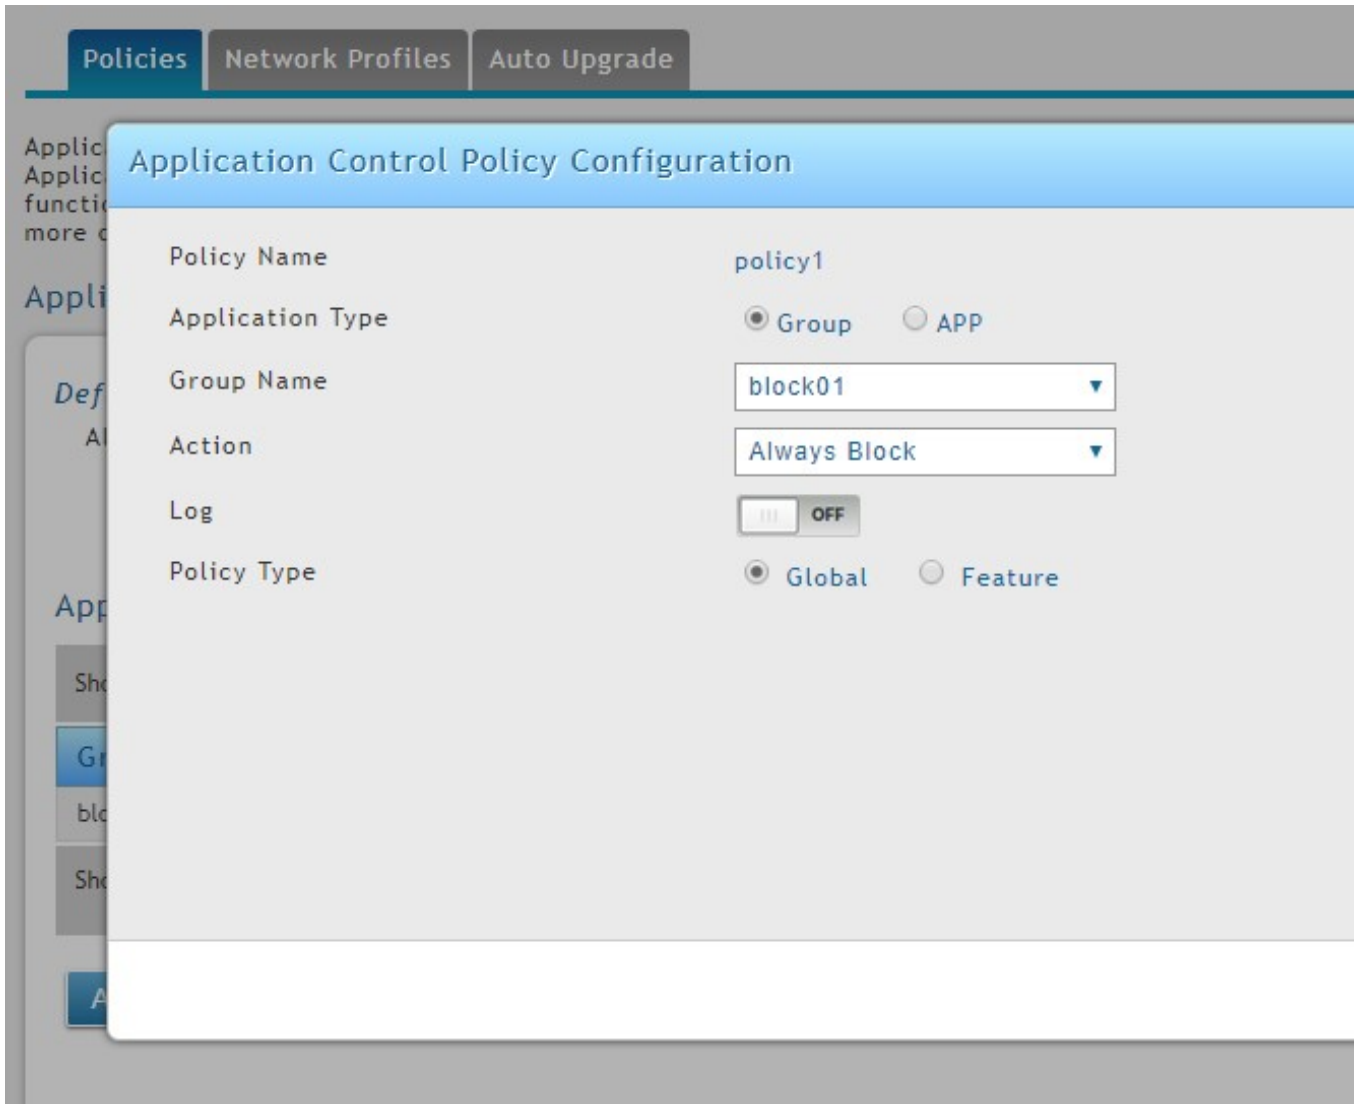 Policies Network Profiles Auto Upgrade
Application Control Policy Configuration
more
Policy Name policy1
Application Type Group APP
Group Name block01
Action Always Block
Log OFF
Policy Type Global Feature